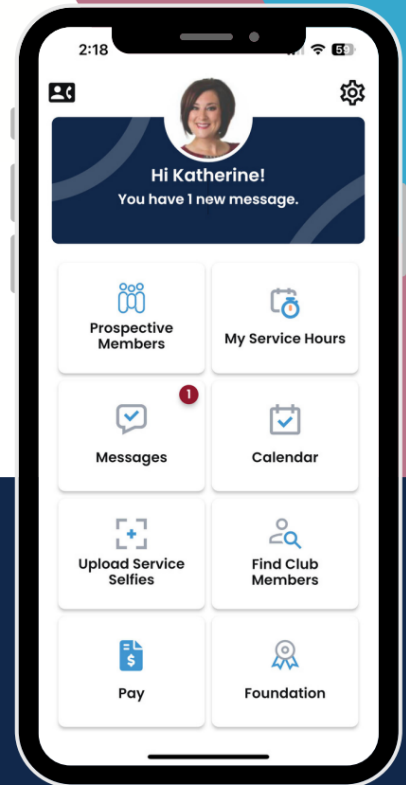 2:18
59
Hi Katherine!
You have 1 new message.
Prospective
Members
My Service Hours
1
Messages
Calendar
Upload Service
Selfies
Find Club
Members
$
Pay
Foundation